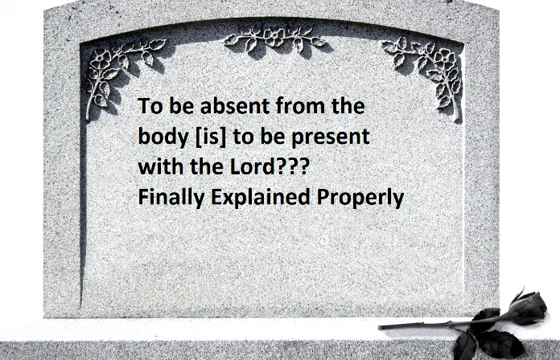 To be absent from the
body [is] to be present
with the Lord???
Finally Explained Properly